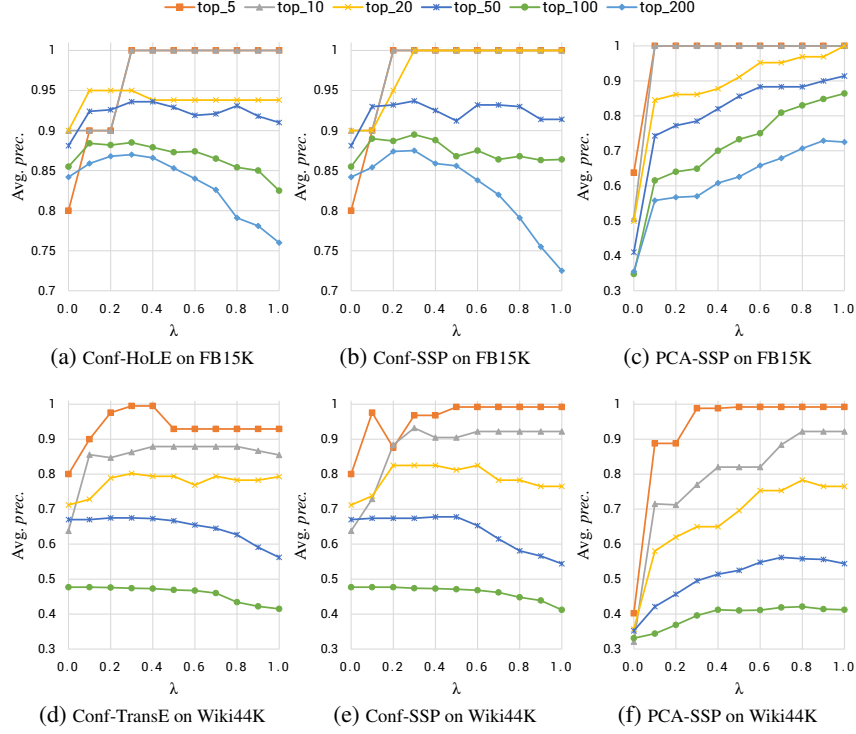 top_5 top_10 top_20 top_50 top_100 top_200
1
0.95
0.9
0.85
0.8
0.75
0.7
Avg. prec.
0.0 0.2 0.4 0.6 0.8 1.0
λ
(a) Conf-HoLE on FB15K
1
0.95
0.9
0.85
0.8
0.75
0.7
Avg. prec.
0.0 0.2 0.4 0.6 0.8 1.0
λ
(b) Conf-SSP on FB15K
1
0.9
0.8
0.7
0.6
0.5
0.4
0.3
Avg. prec.
0.0 0.2 0.4 0.6 0.8 1.0
λ
(c) PCA-SSP on FB15K
1
0.9
0.8
0.7
0.6
0.5
0.4
0.3
Avg. prec.
0.0 0.2 0.4 0.6 0.8 1.0
λ
(d) Conf-TransE on Wiki44K
1
0.9
0.8
0.7
0.6
0.5
0.4
0.3
Avg. prec.
0.0 0.2 0.4 0.6 0.8 1.0
λ
(e) Conf-SSP on Wiki44K
1
0.9
0.8
0.7
0.6
0.5
0.4
0.3
Avg. prec.
0.0 0.2 0.4 0.6 0.8 1.0
λ
(f) PCA-SSP on Wiki44K